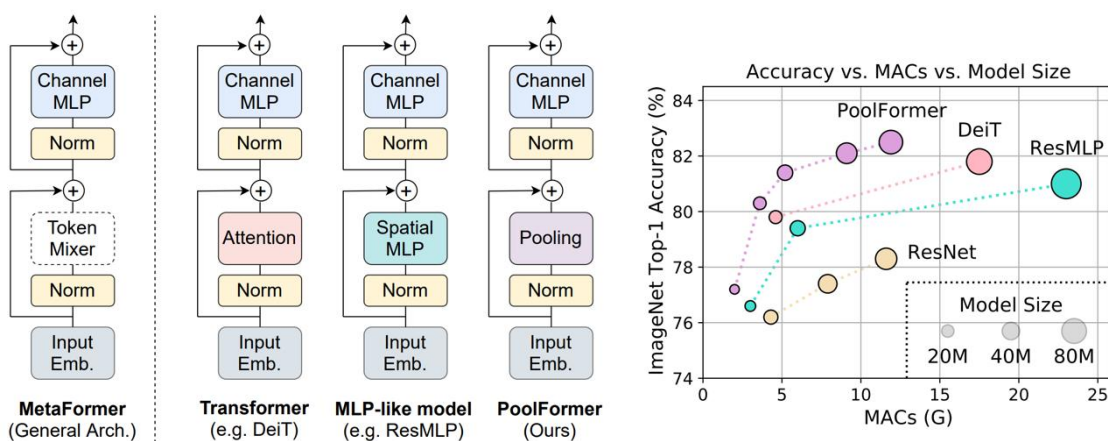 Channel
MLP
Norm
Token
Mixer
Norm
Input
Emb.
MetaFormer
(General Arch.)
Channel
MLP
Norm
Attention
Norm
Input
Emb.
Transformer
(e.g. DeiT)
Channel
MLP
Norm
Spatial
MLP
Norm
Input
Emb.
MLP-like model
(e.g. ResMLP)
Channel
MLP
Norm
Pooling
Norm
Input
Emb.
PoolFormer
(Ours)
Accuracy vs. MACs vs. Model Size
ImageNet Top-1 Accuracy (%)
84
82
80
78
76
74
PoolFormer
DeiT
ResMLP
ResNet
Model Size
20M 40M 80M
0 5 10 15 20 25
MACs (G)